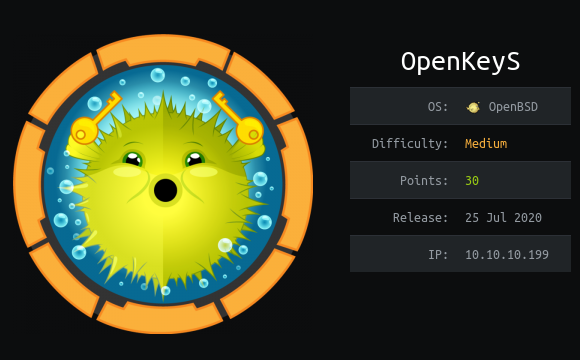 OpenKeyS
OS: OpenBSD
Difficulty: Medium
Points: 30
Release: 25 Jul 2020
IP: 10.10.10.199